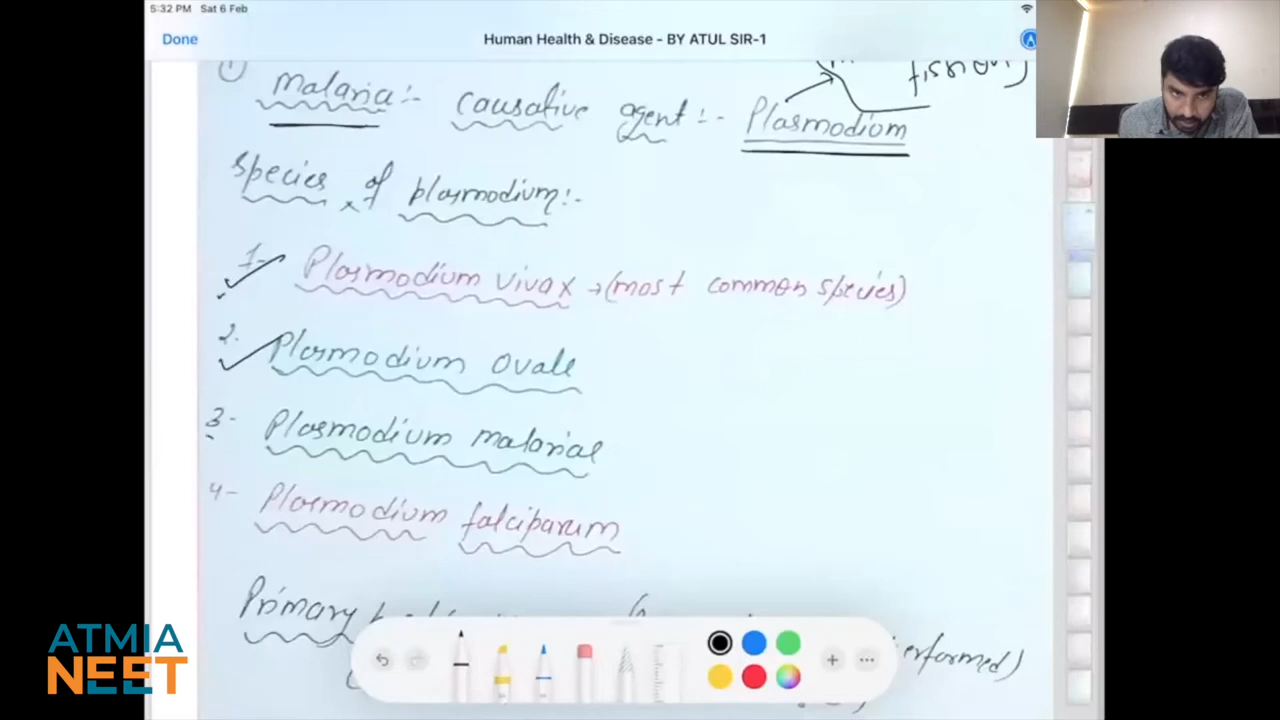 5:32 PM Sat 6 Feb
Done
Human Health & Disease - BY ATUL SIR-1
fission)
① Malaria:- causative agent:- Plasmodium
Species of plasmodium:-
1- Plasmodium vivax → (most common species)
2. Plasmodium ovale
3- Plasmodium malariae
4- Plasmodium falciparum
Primary
erformed)
ATMIA
NEET